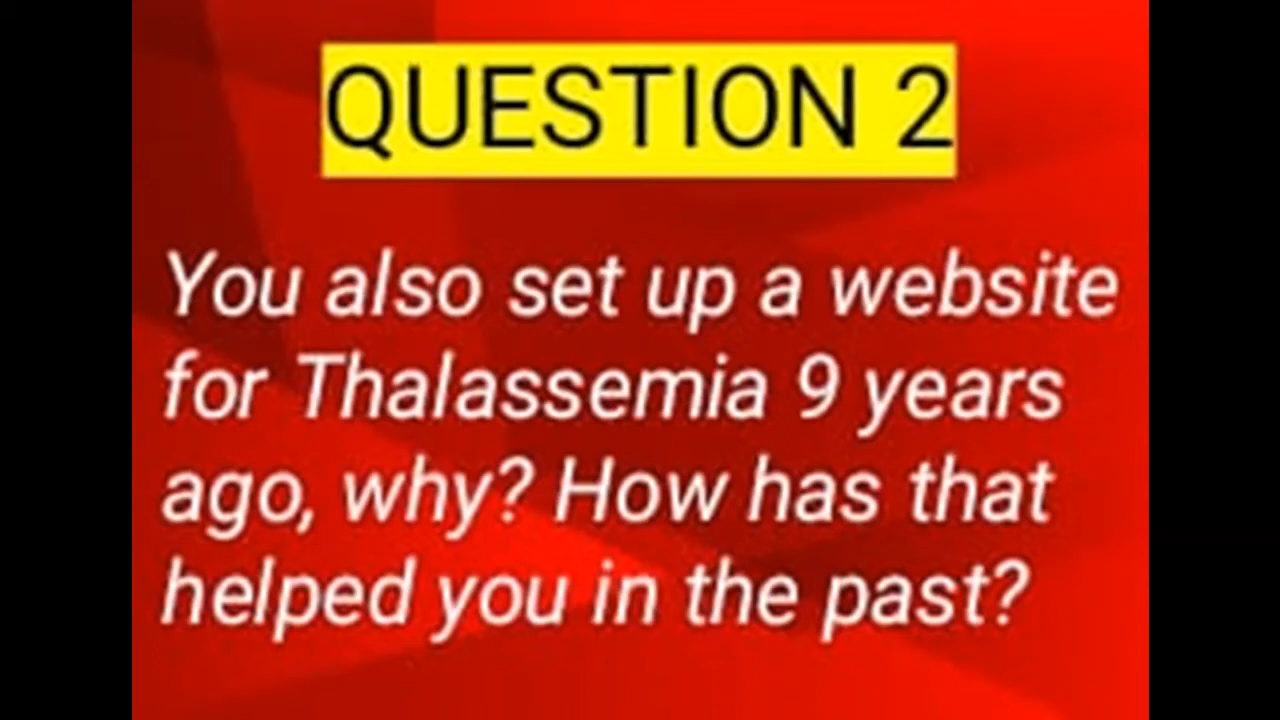 QUESTION 2
You also set up a website
for Thalassemia 9 years
ago, why? How has that
helped you in the past?